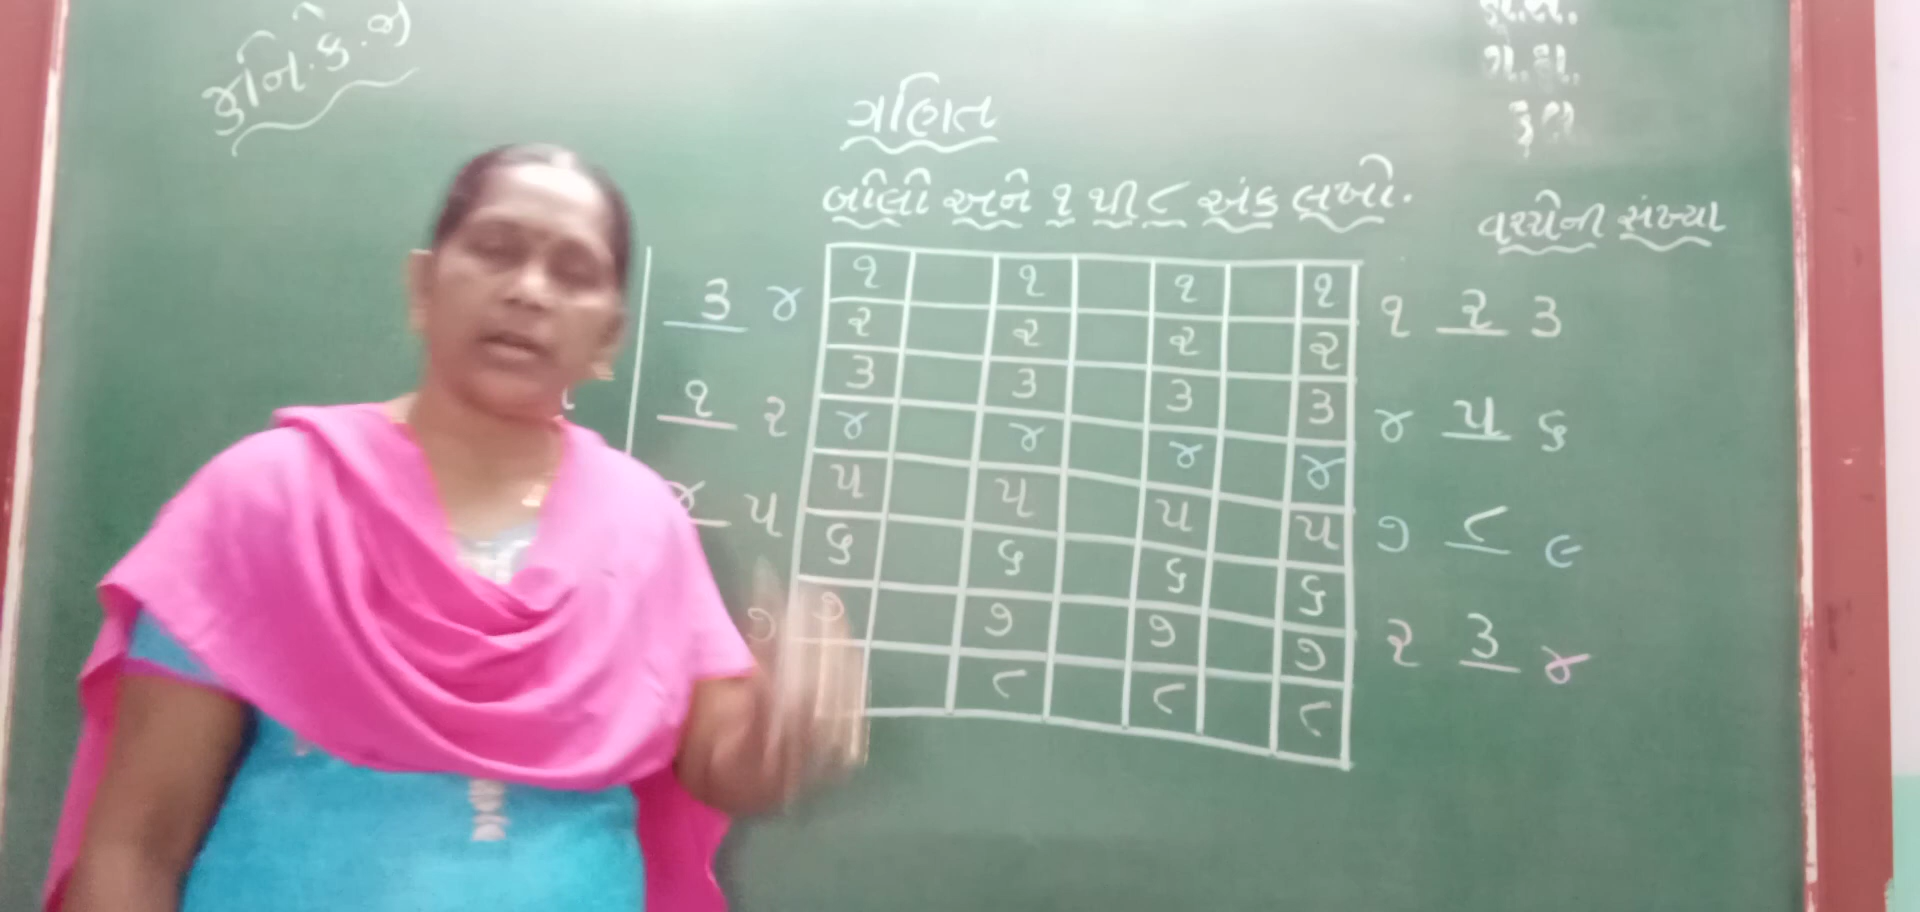 જુનિ.કે.જી
ગણિત
બોલો અને ૧ થી ૮ અંક લખો.
વચ્ચેની સંખ્યા
૩ ૪
૧ ૨
૪ ૫
૭
૧ ૧ ૧ ૧
૨ ૨ ૨ ૨
૩ ૩ ૩ ૩
૪ ૪ ૪ ૪
૫ ૫ ૫ ૫
૬ ૬ ૬ ૬
૭ ૭ ૭ ૭
૮ ૮ ૮
૧ ૨ ૩
૪ ૫ ૬
૭ ૮ ૯
૨ ૩ ૪